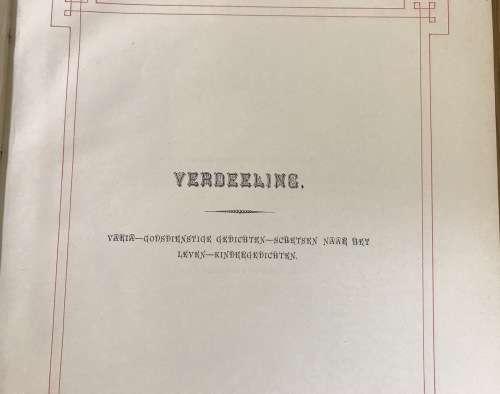 VERDEELING.
VARIA—GODSDIENSTIGE GEDICHTEN—SCHETSEN NAAR HET
LEVEN—KINDERGEDICHTEN.